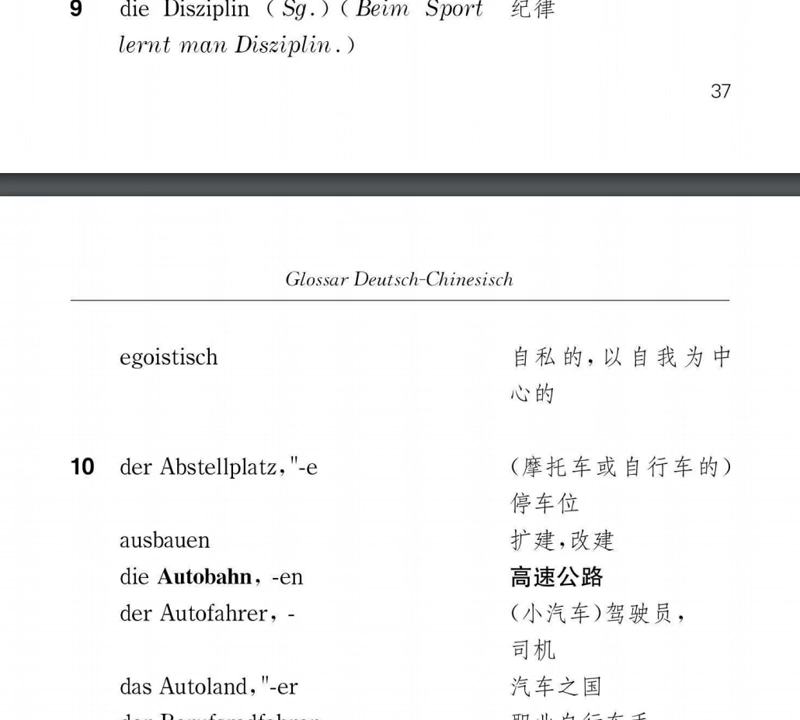 9 die Disziplin (Sg.)(Beim Sport 纪律
lernt man Disziplin.)
37
Glossar Deutsch-Chinesisch
egoistisch 自私的,以自我为中
心的
10 der Abstellplatz,"-e (摩托车或自行车的)
停车位
ausbauen 扩建,改建
die Autobahn, -en 高速公路
der Autofahrer, - (小汽车)驾驶员,
司机
das Autoland,"-er 汽车之国